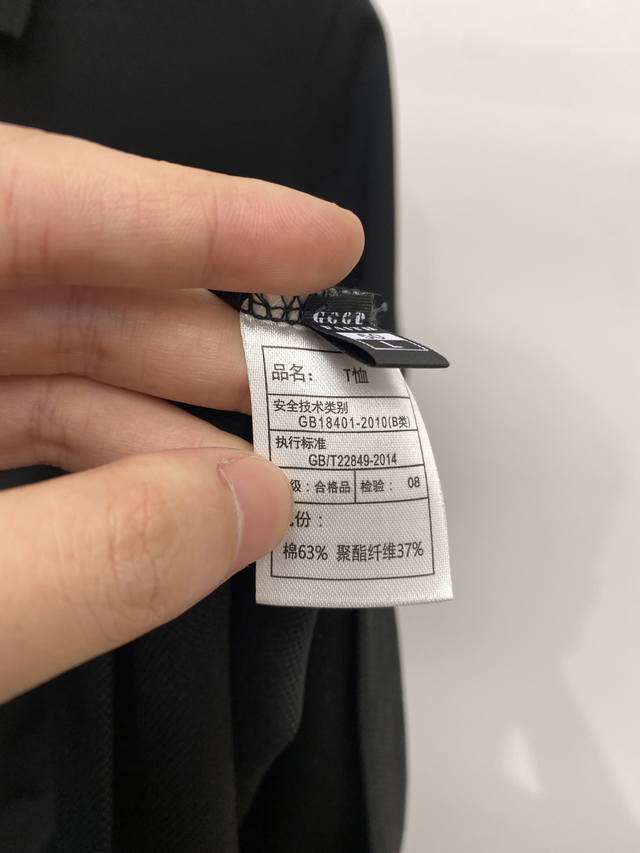 GOOD
品名： T恤
安全技术类别
GB18401-2010(B类)
执行标准
GB/T22849-2014
级：合格品 检验： 08
份：
棉63% 聚酯纤维37%